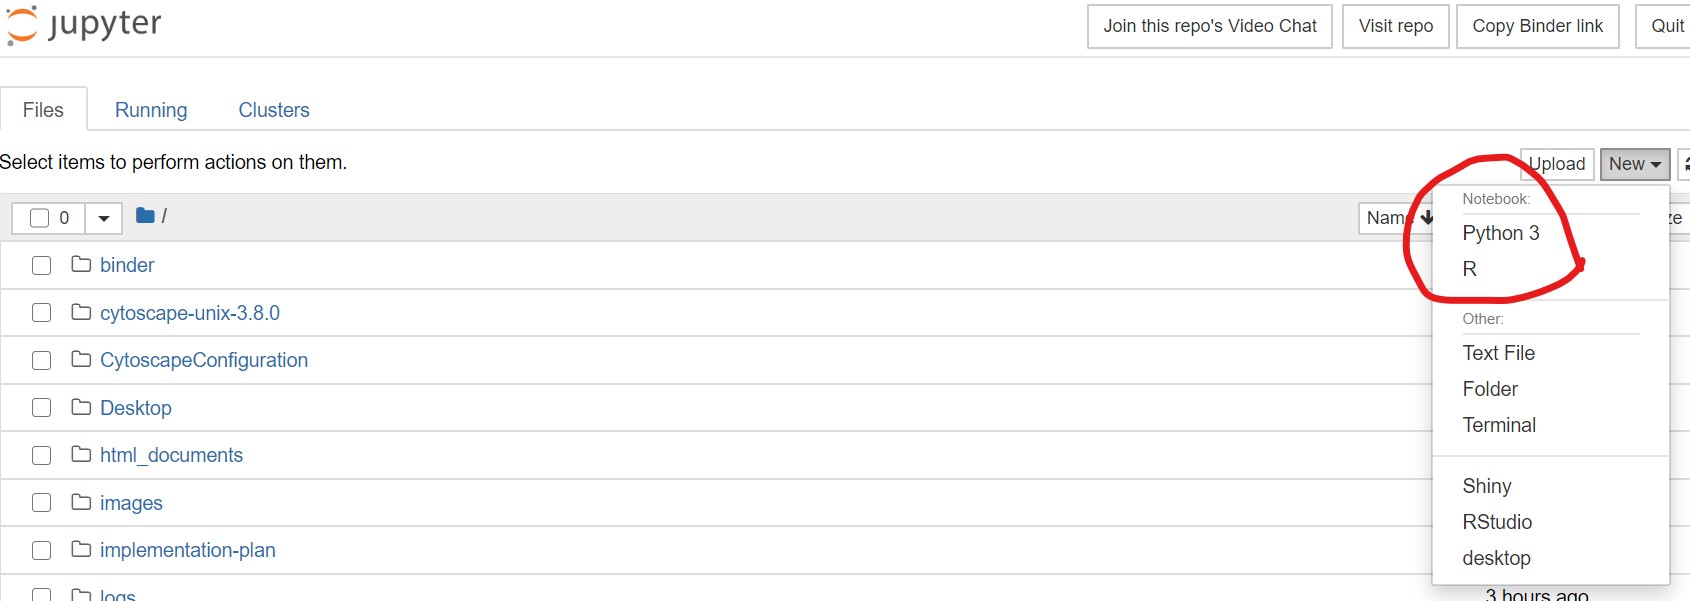 jupyter
Join this repo's Video Chat Visit repo Copy Binder link Quit
Files Running Clusters
Select items to perform actions on them.
Upload New
0 /
Name
Notebook:
Python 3
R
binder
cytoscape-unix-3.8.0
CytoscapeConfiguration
Desktop
html_documents
images
implementation-plan
logs
Other:
Text File
Folder
Terminal
Shiny
RStudio
desktop
3 hours ago